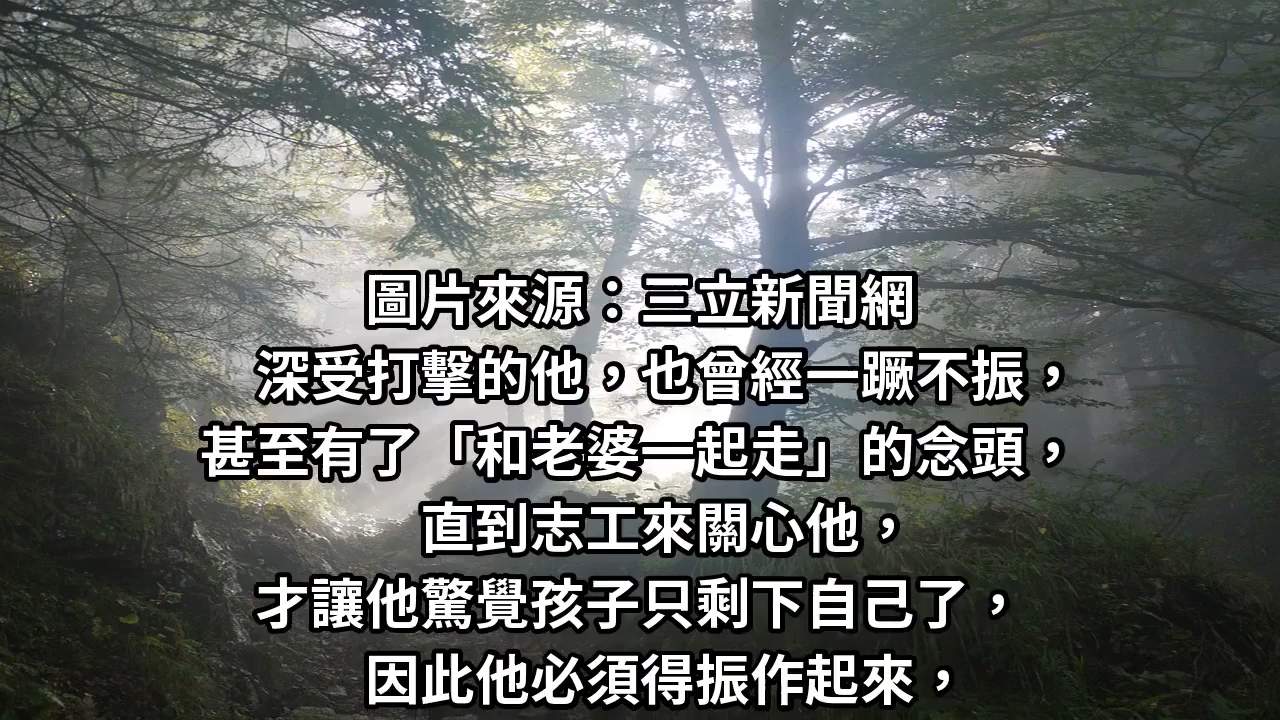 圖片來源：三立新聞網
深受打擊的他，也曾經一蹶不振，
甚至有了「和老婆一起走」的念頭，
直到志工來關心他，
才讓他驚覺孩子只剩下自己了，
因此他必須得振作起來，